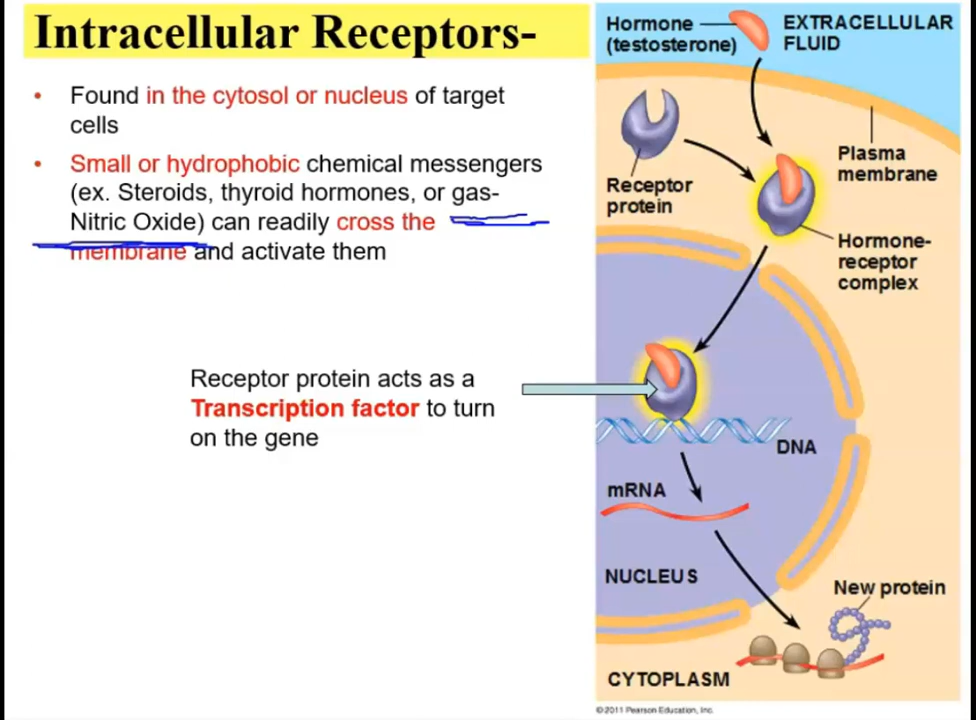 Intracellular Receptors-
• Found in the cytosol or nucleus of target
cells
• Small or hydrophobic chemical messengers
(ex. Steroids, thyroid hormones, or gas-
Nitric Oxide) can readily cross the
membrane and activate them
Receptor protein acts as a
Transcription factor to turn
on the gene
Hormone
(testosterone)
EXTRACELLULAR
FLUID
Plasma
membrane
Receptor
protein
Hormone-
receptor
complex
DNA
mRNA
NUCLEUS
New protein
CYTOPLASM
©2011 Pearson Education, Inc.